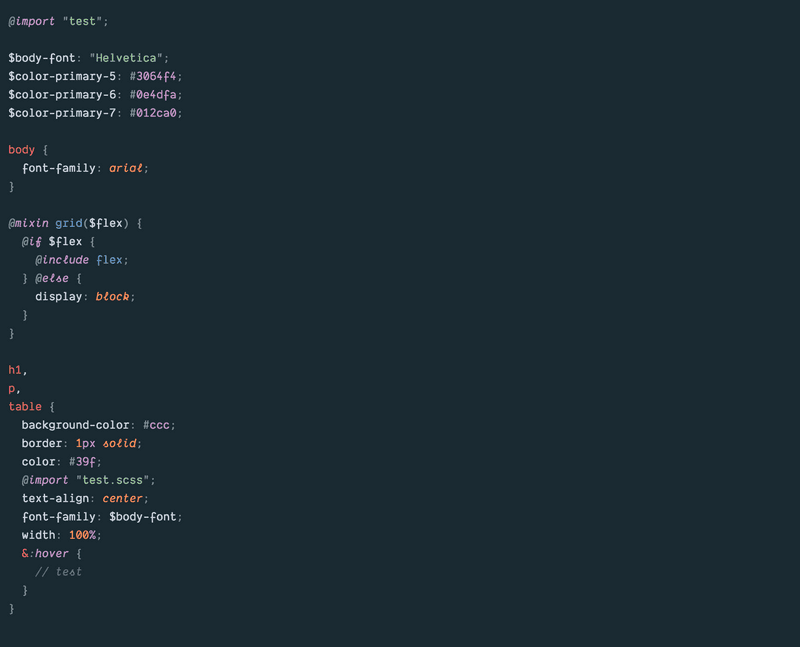 @import "test";

$body-font: "Helvetica";
$color-primary-5: #3064f4;
$color-primary-6: #0e4dfa;
$color-primary-7: #012ca0;

body {
  font-family: arial;
}

@mixin grid($flex) {
  @if $flex {
    @include flex;
  } @else {
    display: block;
  }
}

h1,
p,
table {
  background-color: #ccc;
  border: 1px solid;
  color: #39f;
  @import "test.scss";
  text-align: center;
  font-family: $body-font;
  width: 100%;
  &:hover {
    // test
  }
}